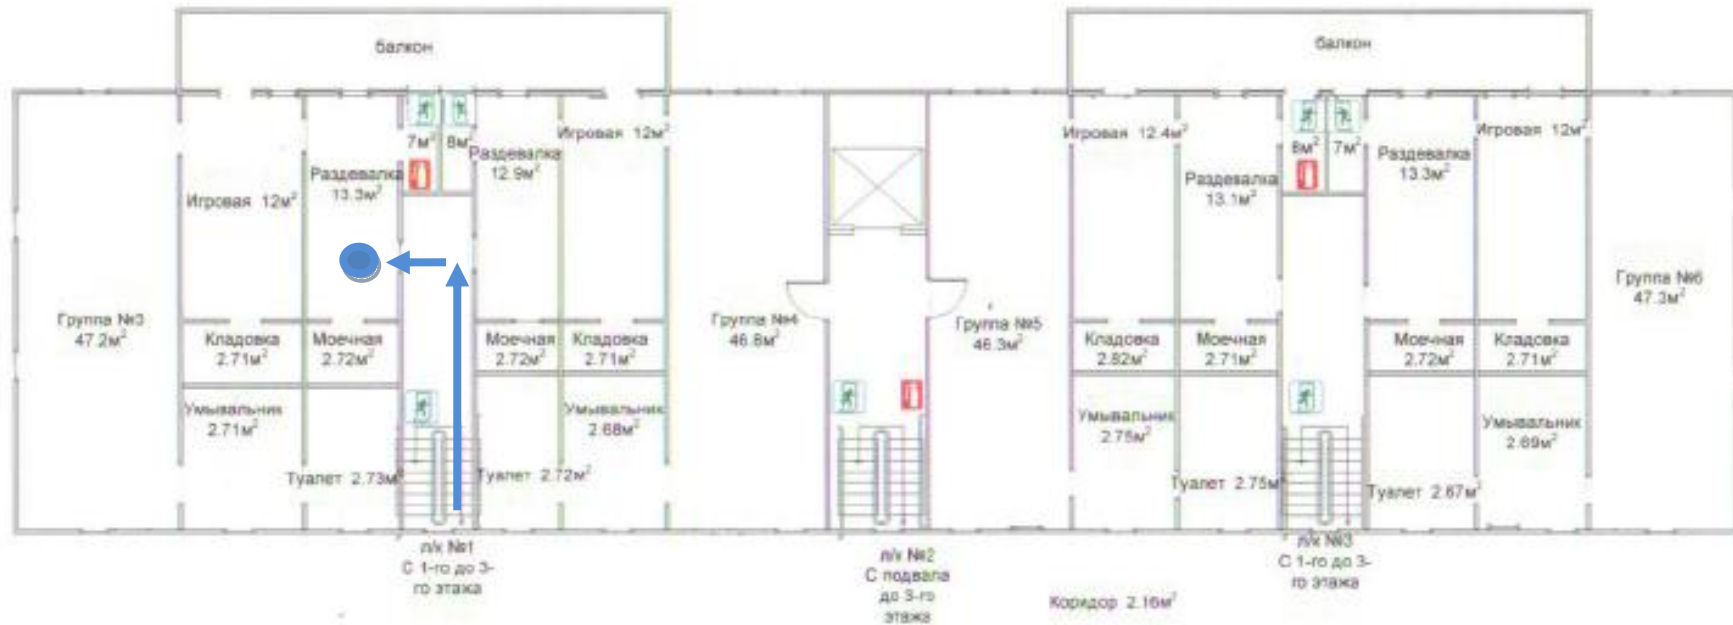 балкон
балкон
7м²
8м²
Игровая 12м²
Раздевалка
12.9м²
Раздевалка
13.3м²
Игровая 12м²
Игровая 12.4м²
8м²
7м²
Игровая 12м²
Раздевалка
13.3м²
Раздевалка
13.1м²
Группа №3
47.2м²
Группа №4
46.8м²
Группа №5
46.3м²
Группа №6
47.3м²
Кладовка
2.71м²
Моечная
2.72м²
Моечная
2.72м²
Кладовка
2.71м²
Кладовка
2.82м²
Моечная
2.71м²
Моечная
2.72м²
Кладовка
2.71м²
Умывальник
2.71м²
Умывальник
2.68м²
Умывальник
2.75м²
Умывальник
2.69м²
Туалет 2.73м²
Туалет 2.72м²
Туалет 2.75м²
Туалет 2.67м²
л/к №1
С 1-го до 3-
го этажа
л/к №2
С подвала
до 3-го
этажа
л/к №3
С 1-го до 3-
го этажа
Коридор 2.16м²